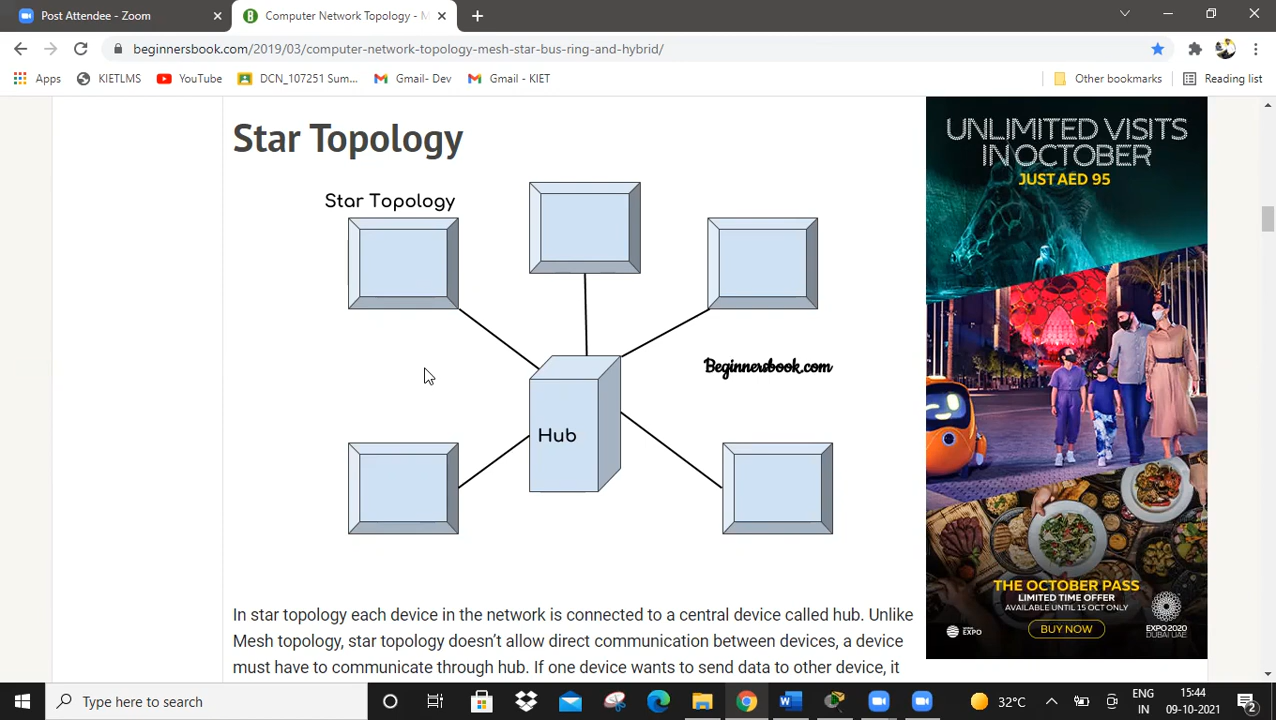 Post Attendee - Zoom
Computer Network Topology - M
beginnersbook.com/2019/03/computer-network-topology-mesh-star-bus-ring-and-hybrid/
Apps
KIETLMS
YouTube
DCN_107251 Sum...
Gmail- Dev
Gmail - KIET
Other bookmarks
Reading list
Star Topology
Star Topology
Beginnersbook.com
Hub
In star topology each device in the network is connected to a central device called hub. Unlike
Mesh topology, star topology doesn't allow direct communication between devices, a device
must have to communicate through hub. If one device wants to send data to other device, it
UNLIMITED VISITS
IN OCTOBER
JUST AED 95
THE OCTOBER PASS
LIMITED TIME OFFER
AVAILABLE UNTIL 15 OCT ONLY
BUY NOW
EXPO
EXPO 2020
DUBAI UAE
Type here to search
32°C
ENG
IN
15:44
09-10-2021
2